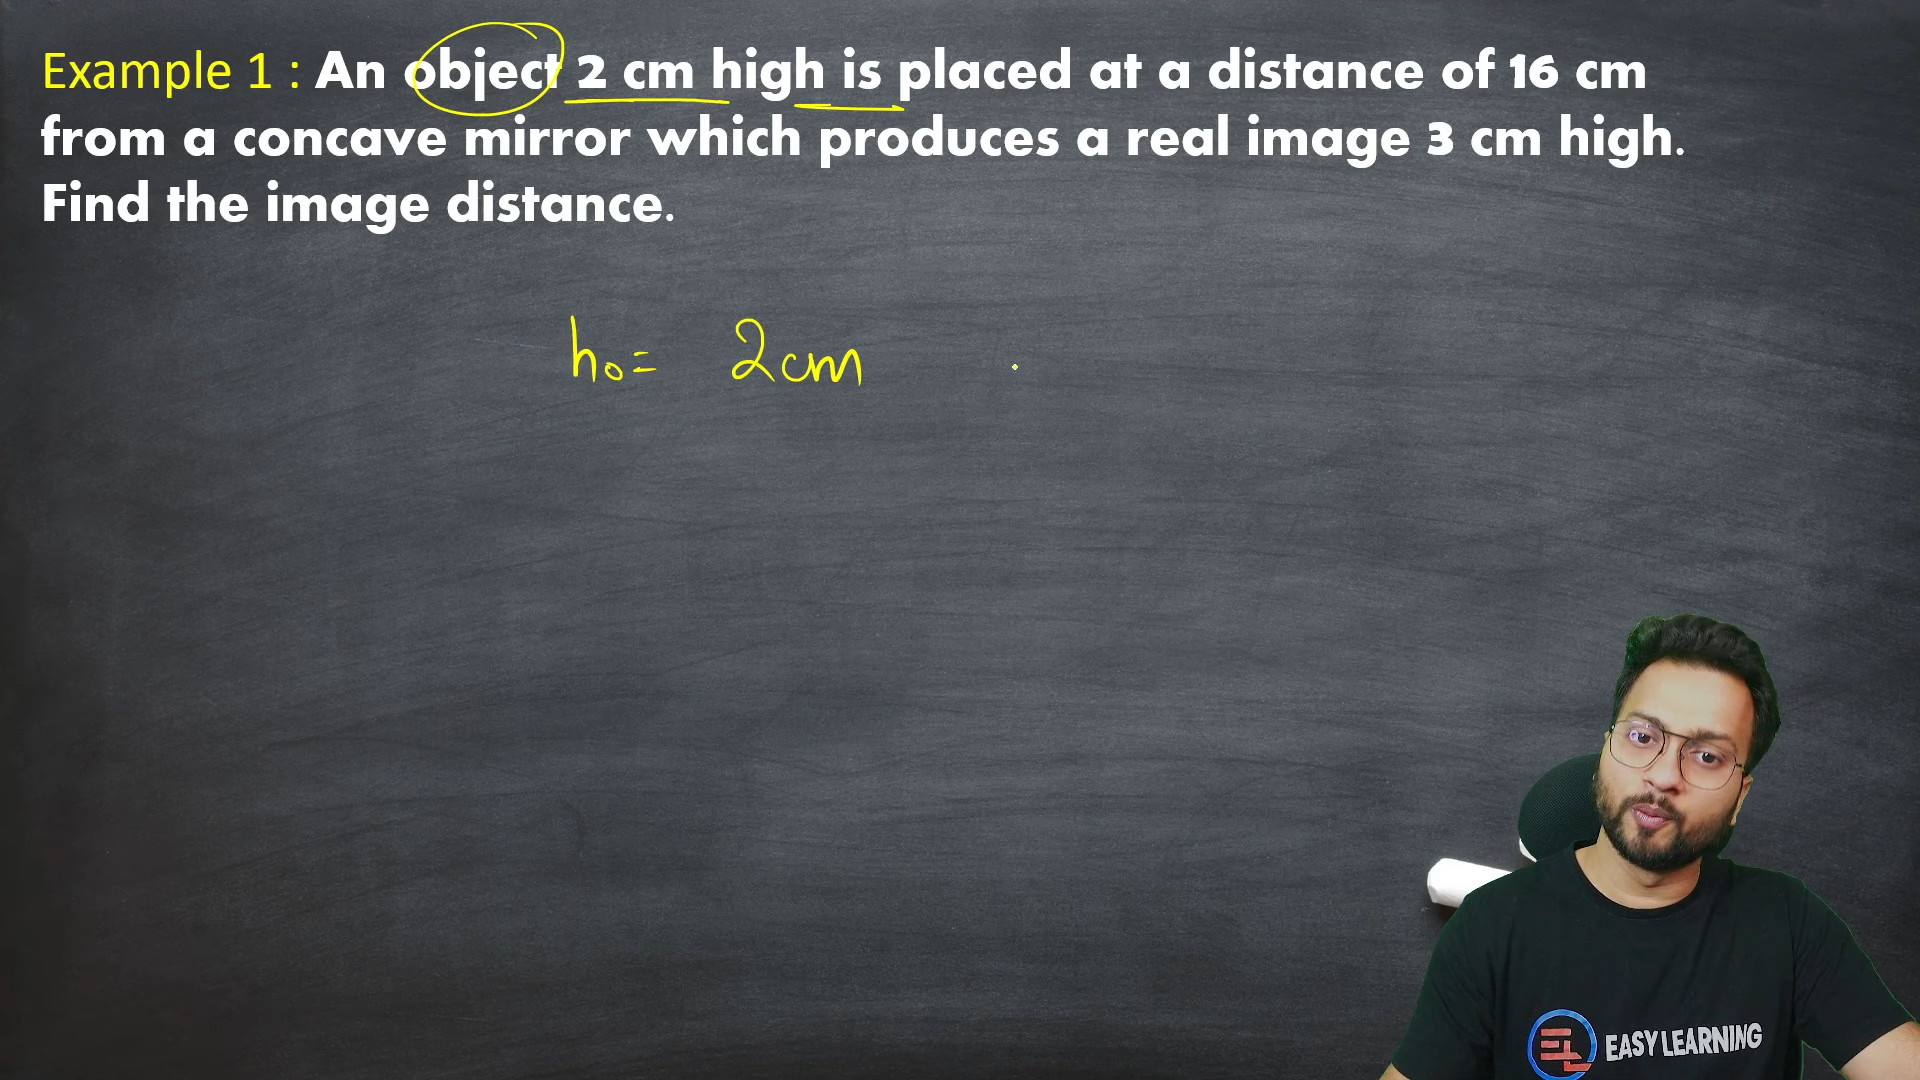 Example 1 : An object 2 cm high is placed at a distance of 16 cm
from a concave mirror which produces a real image 3 cm high.
Find the image distance.
h₀ = 2cm
EL EASY LEARNING